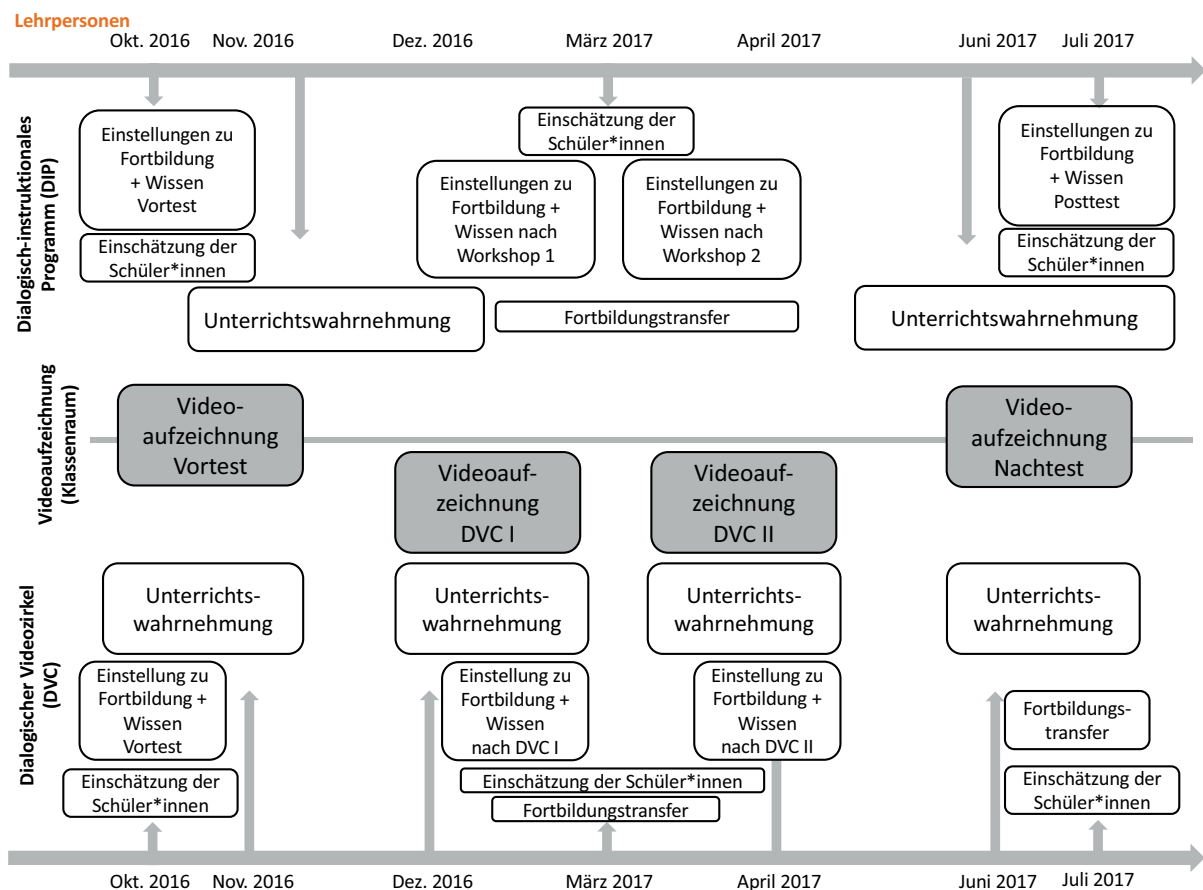 Lehrpersonen
Okt. 2016
Nov. 2016
Dez. 2016
März 2017
April 2017
Juni 2017
Juli 2017
Dialogisch-instruktionales
Programm (DIP)
Einstellungen zu
Fortbildung
+ Wissen
Vortest
Einschätzung der
Schüler*innen
Einschätzung der
Schüler*innen
Einstellungen zu
Fortbildung +
Wissen nach
Workshop 1
Einstellungen zu
Fortbildung +
Wissen nach
Workshop 2
Einstellungen zu
Fortbildung
+ Wissen
Posttest
Einschätzung der
Schüler*innen
Unterrichtswahrnehmung
Fortbildungstransfer
Unterrichtswahrnehmung
Videoaufzeichnung
(Klassenraum)
Video-
aufzeichnung
Vortest
Videoauf-
zeichnung
DVC I
Videoauf-
zeichnung
DVC II
Video-
aufzeichnung
Nachtest
Dialogischer Videozirkel
(DVC)
Unterrichts-
wahrnehmung
Unterrichts-
wahrnehmung
Unterrichts-
wahrnehmung
Unterrichts-
wahrnehmung
Einstellung zu
Fortbildung +
Wissen
Vortest
Einstellung zu
Fortbildung +
Wissen
nach DVC I
Einstellung zu
Fortbildung +
Wissen
nach DVC II
Fortbildungs-
transfer
Einschätzung der
Schüler*innen
Einschätzung der Schüler*innen
Fortbildungstransfer
Einschätzung der
Schüler*innen
Okt. 2016
Nov. 2016
Dez. 2016
März 2017
April 2017
Juni 2017
Juli 2017